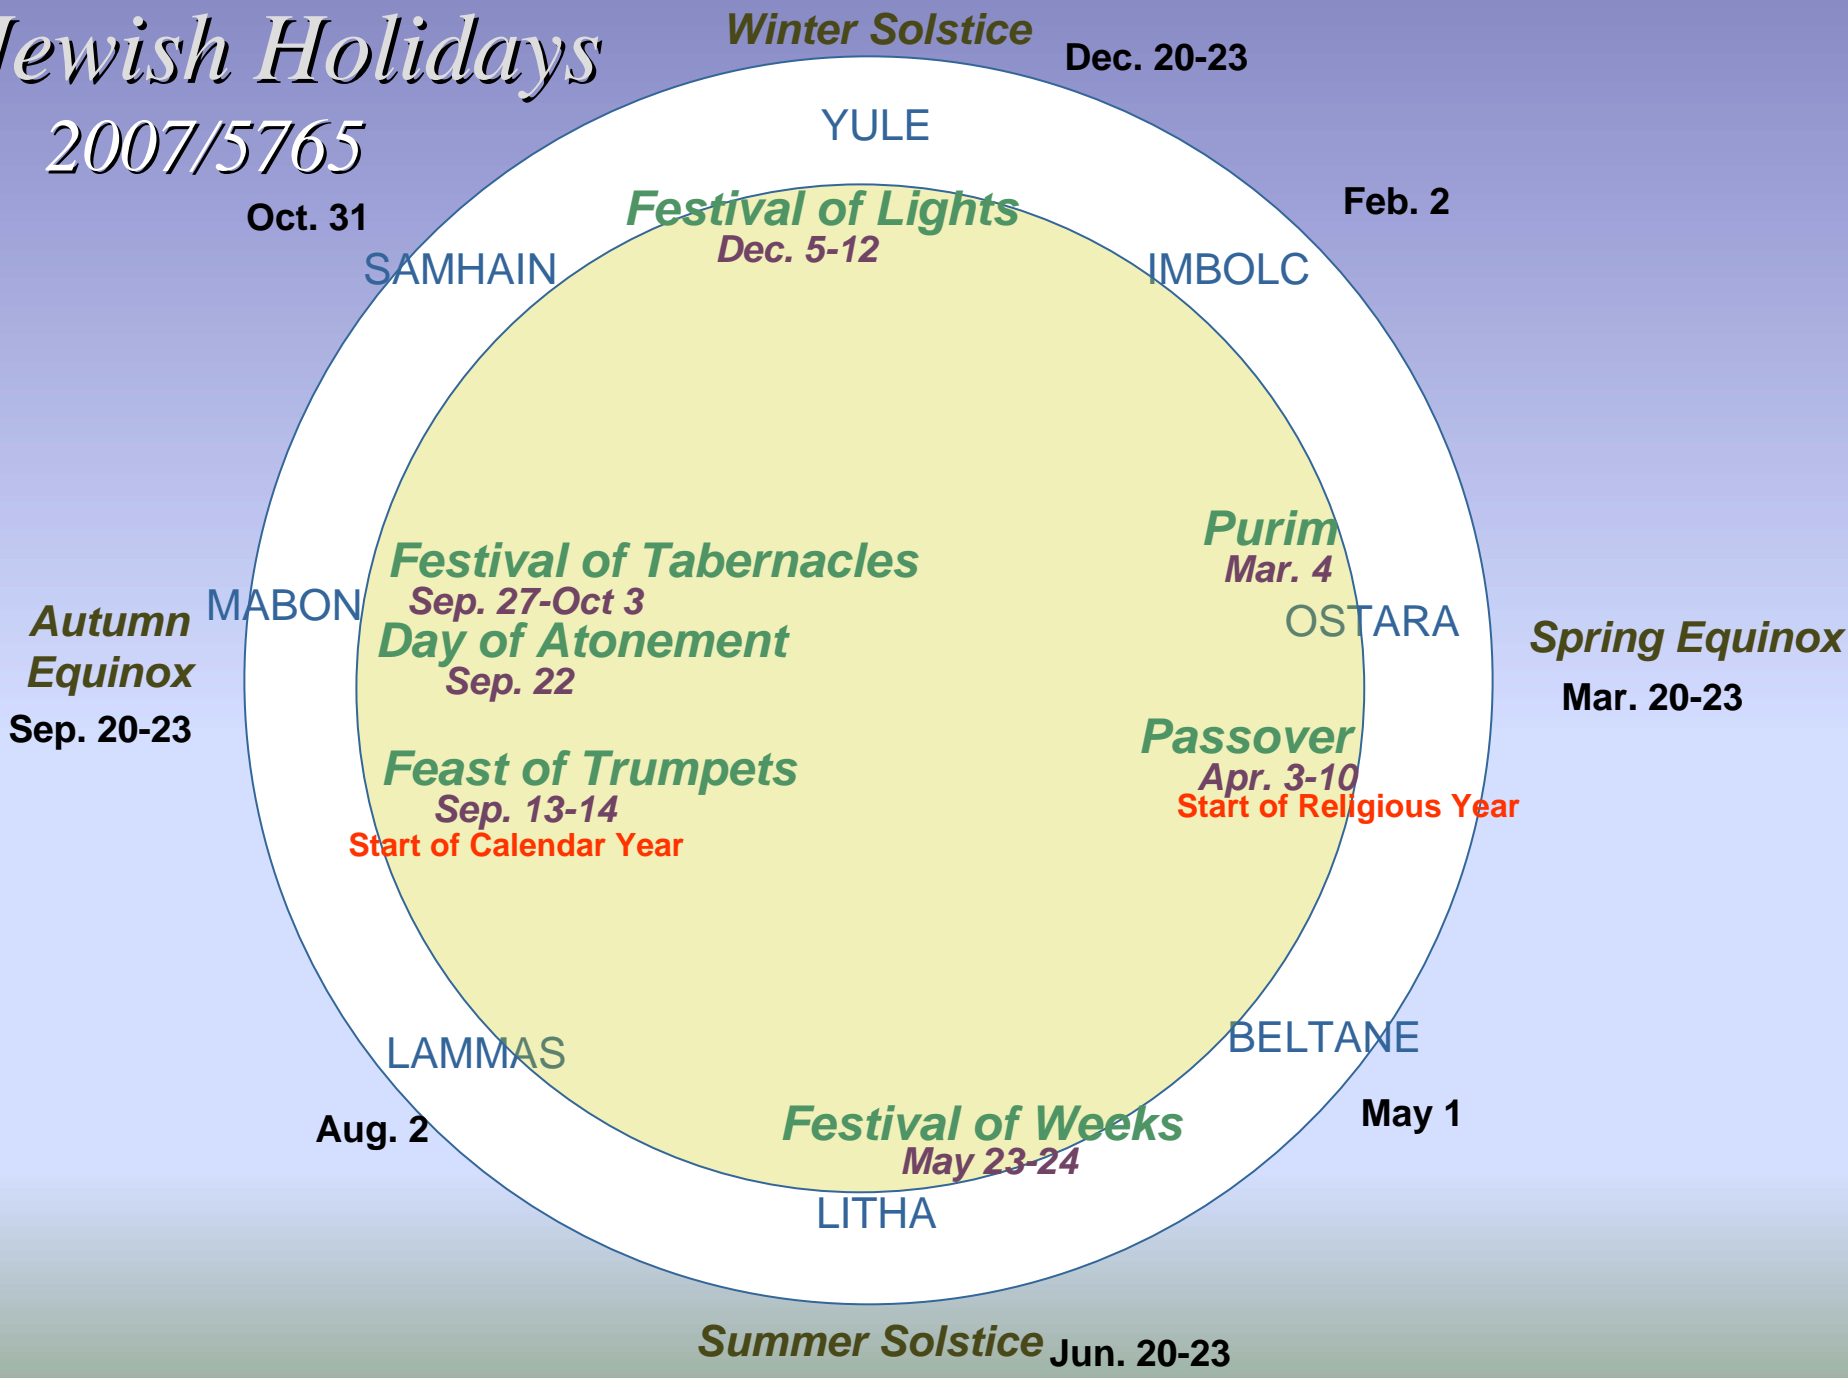 Jewish Holidays
2007/5765
Winter Solstice
Dec. 20-23
YULE
Festival of Lights
Dec. 5-12
Oct. 31
SAMHAIN
Feb. 2
IMBOLC
Purim
Mar. 4
OSTARA
Spring Equinox
Mar. 20-23
Festival of Tabernacles
Sep. 27-Oct 3
MABON
Autumn
Equinox
Sep. 20-23
Day of Atonement
Sep. 22
Passover
Apr. 3-10
Start of Religious Year
Feast of Trumpets
Sep. 13-14
Start of Calendar Year
LAMMAS
Aug. 2
BELTANE
May 1
Festival of Weeks
May 23-24
LITHA
Summer Solstice
Jun. 20-23